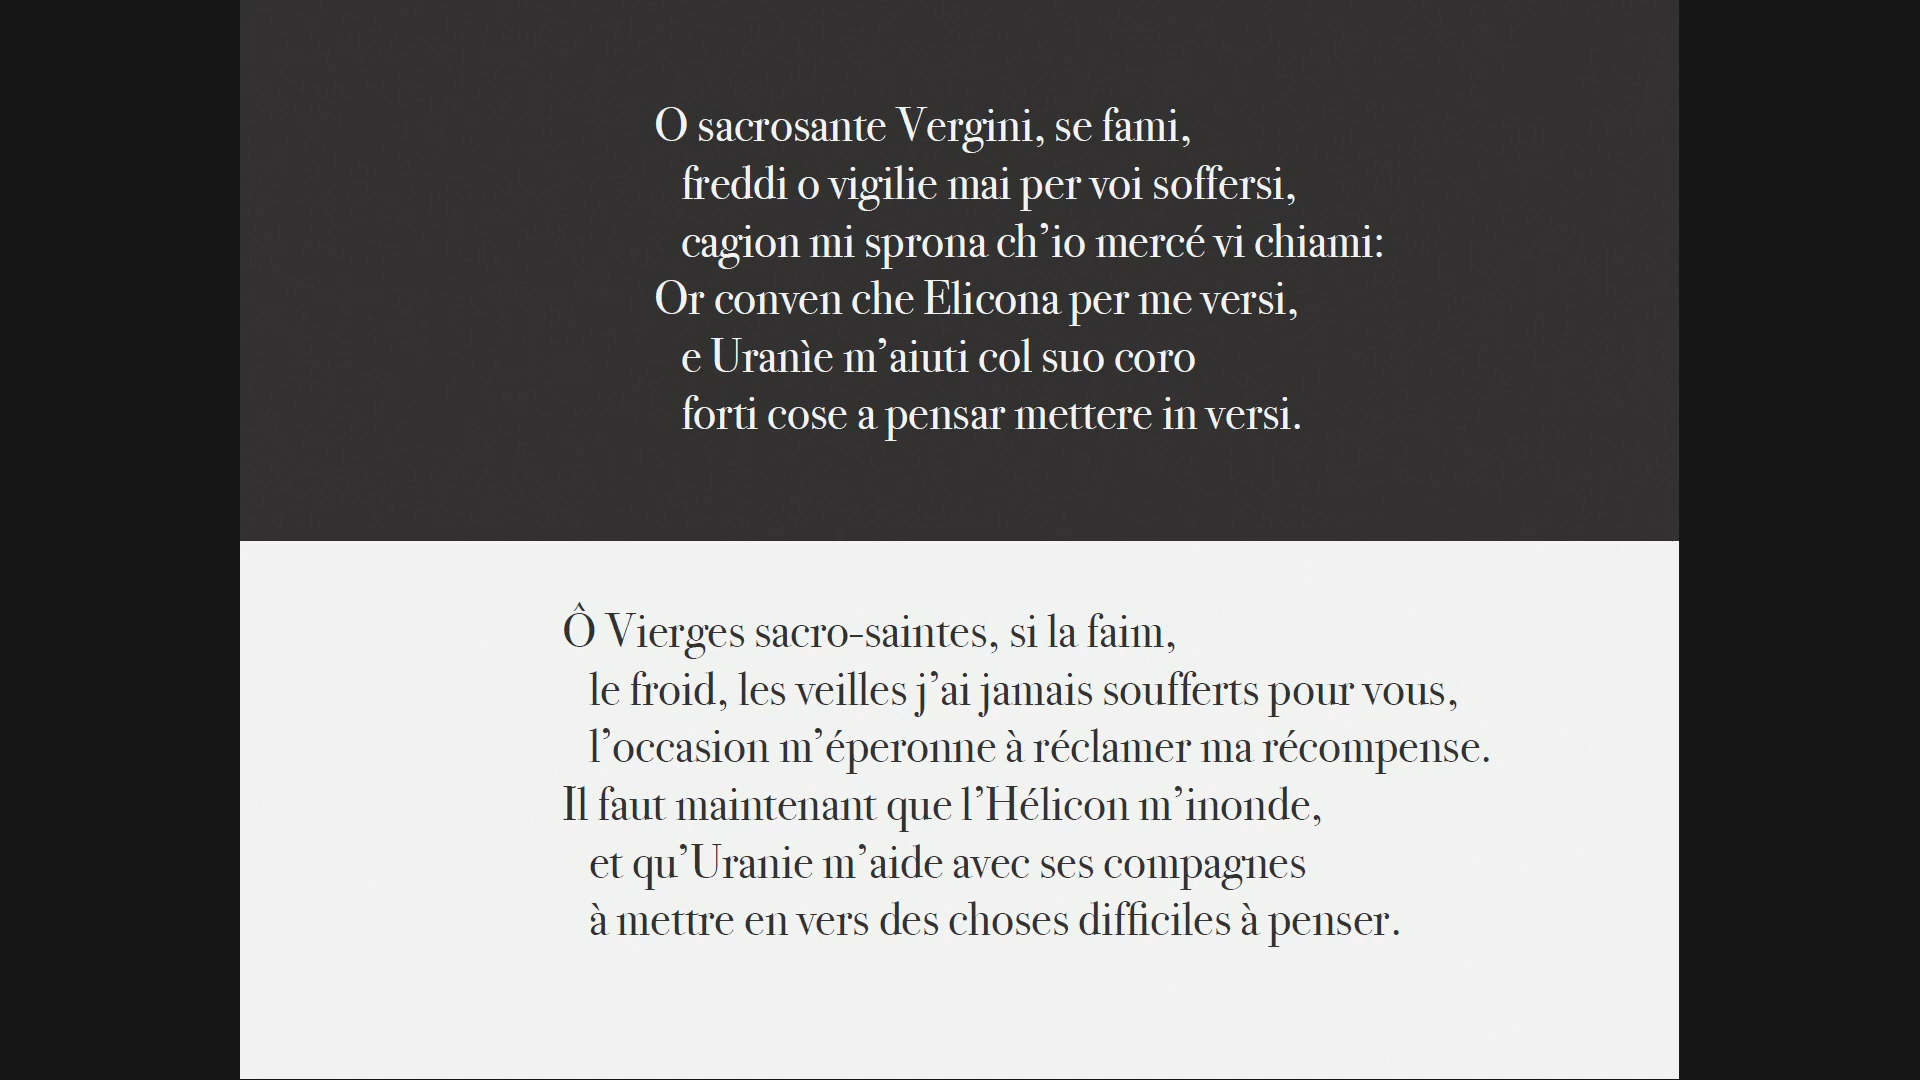 O sacrosante Vergini, se fami,
freddi o vigilie mai per voi soffersi,
cagion mi sprona ch’io mercé vi chiami:
Or conven che Elicona per me versi,
e Uranìe m’aiuti col suo coro
forti cose a pensar mettere in versi.
Ô Vierges sacro-saintes, si la faim,
le froid, les veilles j’ai jamais soufferts pour vous,
l’occasion m’éperonne à réclamer ma récompense.
Il faut maintenant que l’Hélicon m’inonde,
et qu’Uranie m’aide avec ses compagnes
à mettre en vers des choses difficiles à penser.